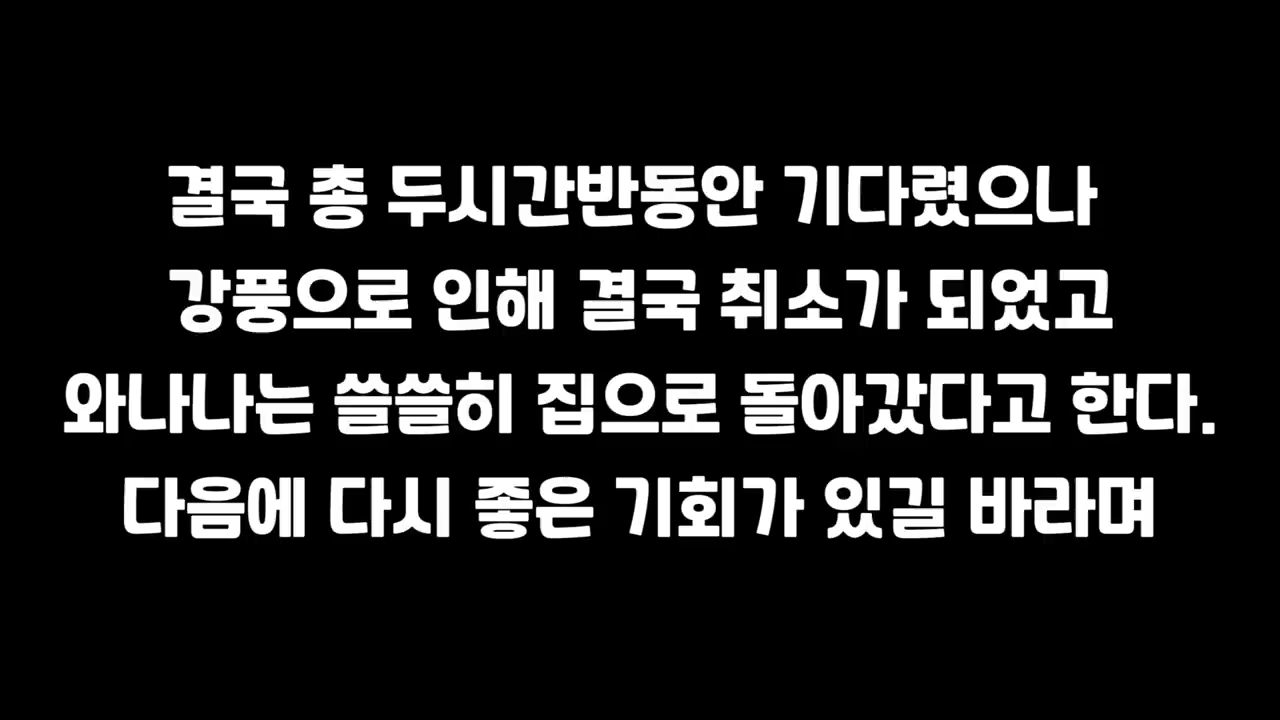 결국 총 두시간반동안 기다렸으나
강풍으로 인해 결국 취소가 되었고
와나나는 쓸쓸히 집으로 돌아갔다고 한다.
다음에 다시 좋은 기회가 있길 바라며